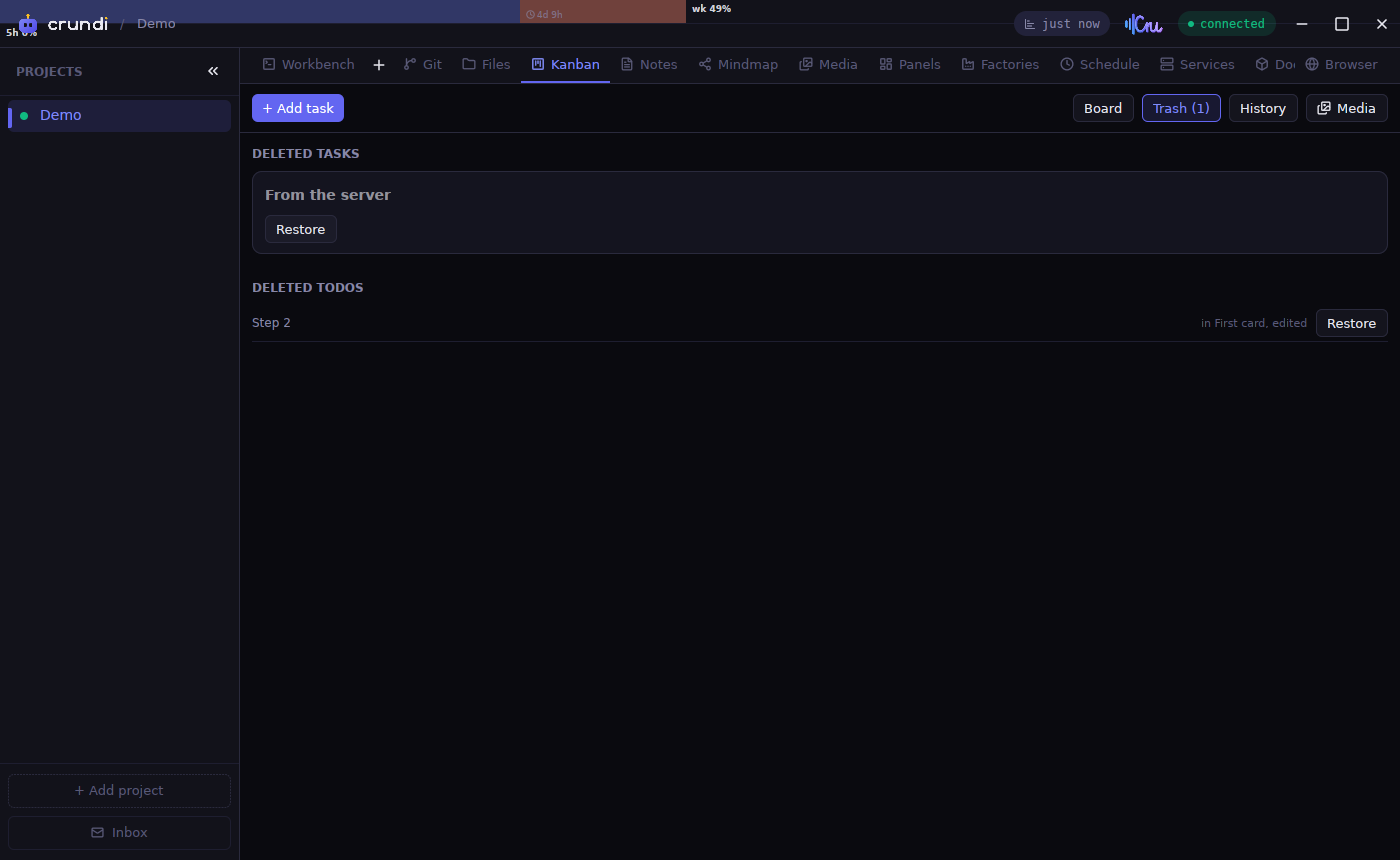 4d 9h
wk 49%
5h
crundi / Demo
just now
Cru
connected
PROJECTS
Workbench
Git
Files
Kanban
Notes
Mindmap
Media
Panels
Factories
Schedule
Services
Doc
Browser
Demo
+ Add task
Board
Trash (1)
History
Media
DELETED TASKS
From the server
Restore
DELETED TODOS
Step 2
in First card, edited
Restore
+ Add project
Inbox